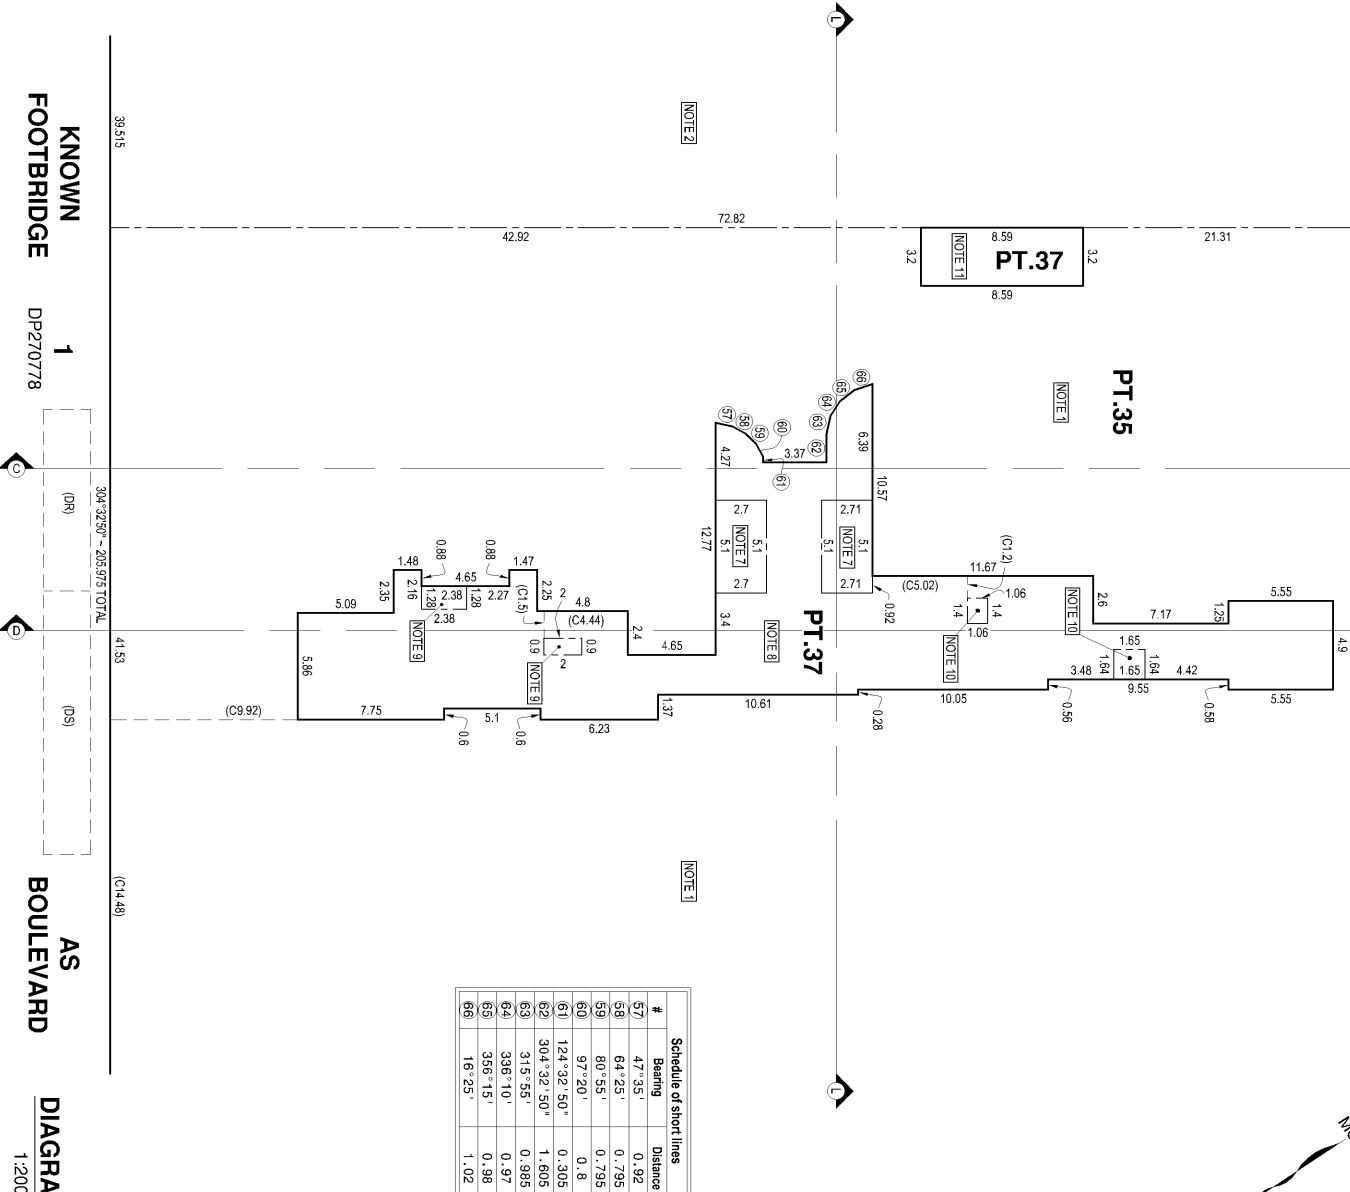 L
39.515
KNOWN
FOOTBRIDGE
NOTE 2
72.82
42.92
21.31
8.59
3.2
NOTE 11
PT.37
3.2
8.59
1
DP270778
PT.35
NOTE 1
66
65
64
63
62
57
58
59
60
61
3.37
6.39
4.27
10.57
C
(DR)
304°32'50" ~ 205.975 TOTAL
2.7
NOTE 7
5.1
5.1
2.7
2.71
NOTE 7
5.1
5.1
2.71
12.77
(C1.2)
11.67
(C5.02)
1.06
1.4
1.4
1.06
0.92
NOTE 10
NOTE 10
2.6
7.17
1.25
5.55
4.9
1.48
0.88
0.88
1.47
4.65
2.35
2.16
1.28
2.38
1.28
2.27
2.38
2.25
(C1.5)
2
4.8
(C4.44)
5.09
NOTE 9
0.9
0.9
2
NOTE 9
2.4
4.65
3.4
NOTE 8
PT.37
1.65
1.64
1.65
1.64
3.48
4.42
9.55
5.55
D
41.53
5.86
(DS)
(C9.92)
7.75
0.6
5.1
0.6
6.23
1.37
10.61
0.28
10.05
0.56
0.58
(C14.48)
NOTE 1
AS
BOULEVARD
Schedule of short lines
# Bearing Distance
57 47°35' 0.92
58 64°25' 0.795
59 80°55' 0.795
60 97°20' 0.8
61 124°32'50" 0.305
62 304°32'50" 1.605
63 315°55' 0.985
64 336°10' 0.97
65 356°15' 0.98
66 16°25' 1.02
L
DIAGRA
1:200